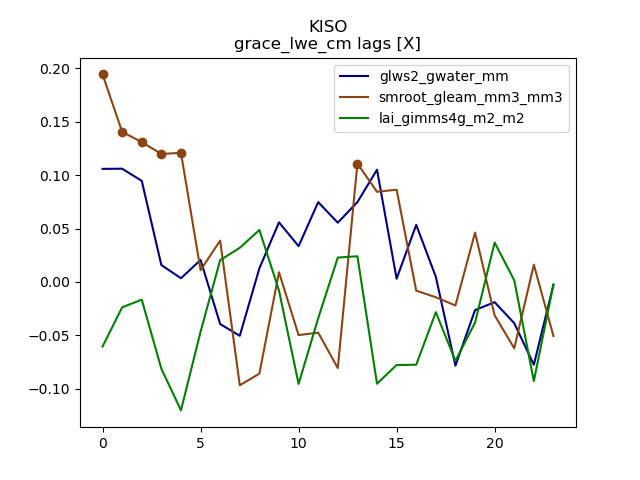 KISO
grace_lwe_cm lags [X]
glws2_gwater_mm
smroot_gleam_mm3_mm3
lai_gimms4g_m2_m2
0.20
0.15
0.10
0.05
0.00
−0.05
−0.10
0
5
10
15
20